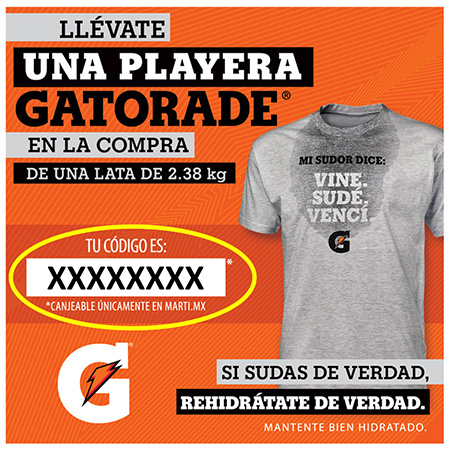 LLÉVATE
UNA PLAYERA
GATORADE®
EN LA COMPRA
DE UNA LATA DE 2.38 kg
MI SUDOR DICE:
VINE.
SUDÉ.
VENCÍ.
G
TU CÓDIGO ES:
XXXXXXXX*
*CANJEABLE ÚNICAMENTE EN MARTI.MX
G®
SI SUDAS DE VERDAD,
REHIDRÁTATE DE VERDAD.
MANTENTE BIEN HIDRATADO.